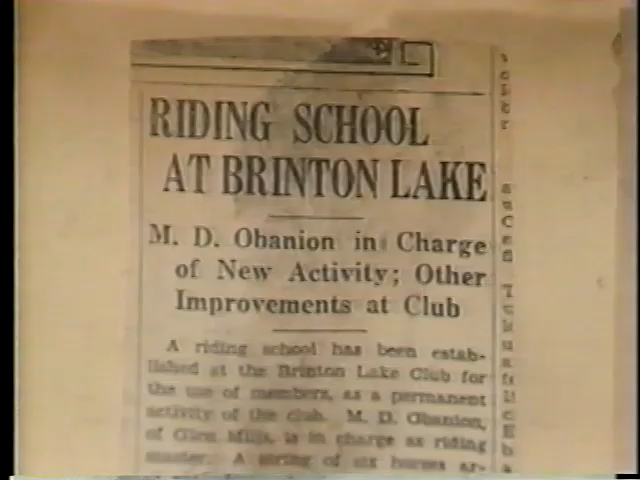 RIDING SCHOOL
AT BRINTON LAKE
M. D. Obanion in Charge
of New Activity; Other
Improvements at Club
A riding school has been estab-
lished at the Brinton Lake Club for
the use of members, as a permanent
activity of the club. M. D. Obanion,
of Glen Mills, is in charge as riding
master. A string of six horses ar-